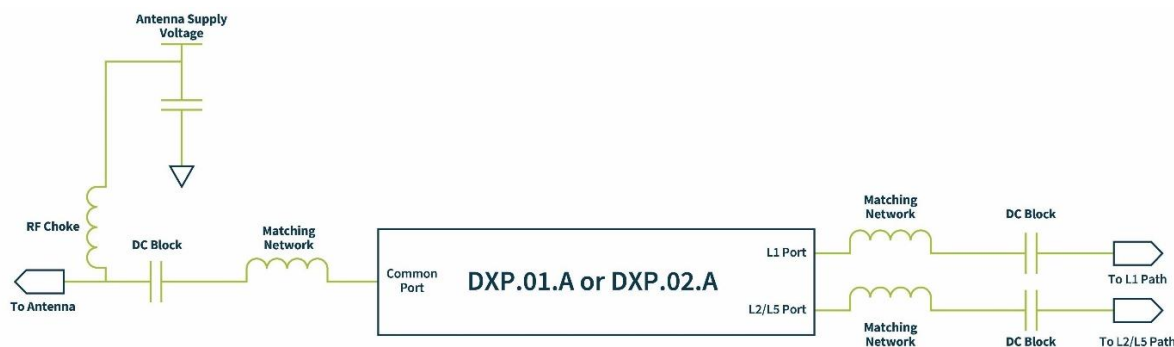 Antenna Supply
Voltage
RF Choke
DC Block
Matching
Network
To Antenna
Common
Port
DXP.01.A or DXP.02.A
L1 Port
L2/L5 Port
Matching
Network
DC Block
To L1 Path
Matching
Network
DC Block
To L2/L5 Path